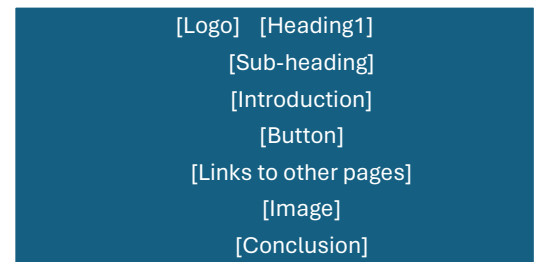 [Logo] [Heading1]
[Sub-heading]
[Introduction]
[Button]
[Links to other pages]
[Image]
[Conclusion]